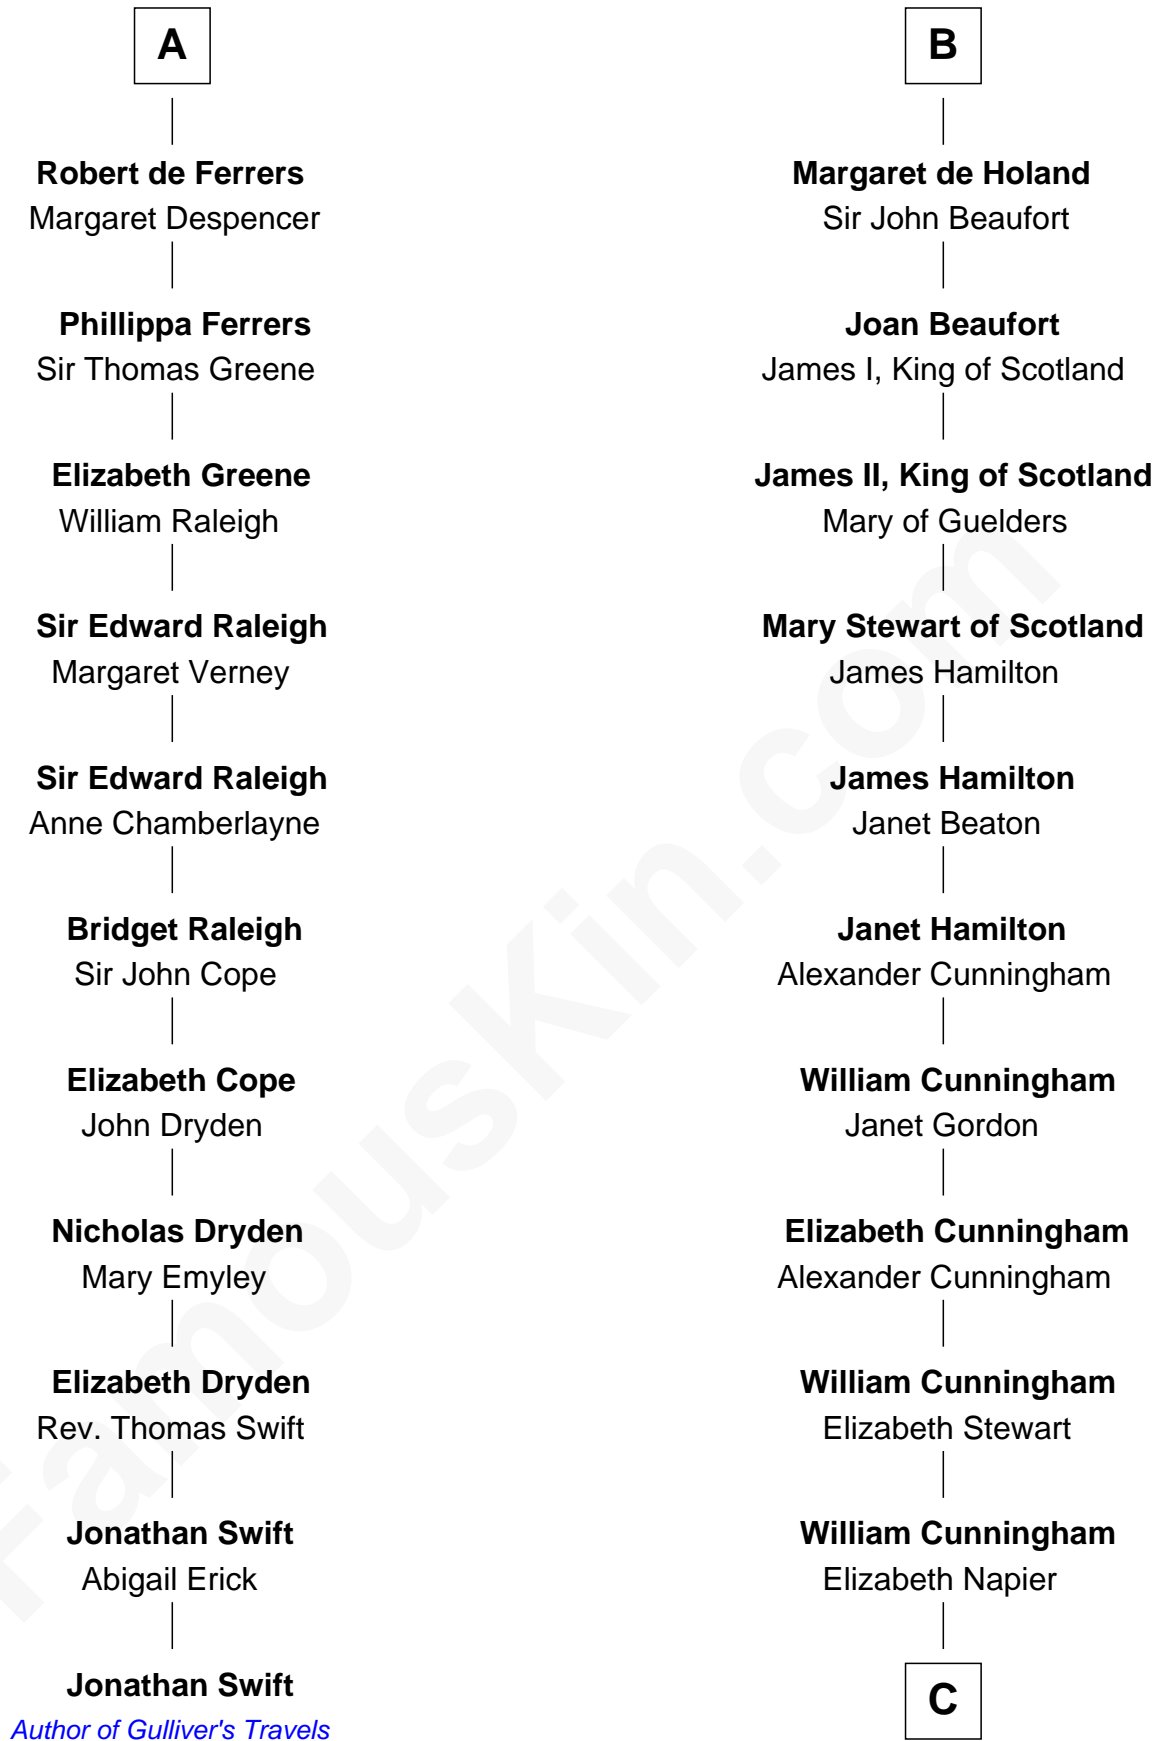 A
Robert de Ferrers
Margaret Despencer
Phillippa Ferrers
Sir Thomas Greene
Elizabeth Greene
William Raleigh
Sir Edward Raleigh
Margaret Verney
Sir Edward Raleigh
Anne Chamberlayne
Bridget Raleigh
Sir John Cope
Elizabeth Cope
John Dryden
Nicholas Dryden
Mary Emyley
Elizabeth Dryden
Rev. Thomas Swift
Jonathan Swift
Abigail Erick
Jonathan Swift
Author of Gulliver's Travels
B
Margaret de Holand
Sir John Beaufort
Joan Beaufort
James I, King of Scotland
James II, King of Scotland
Mary of Guelders
Mary Stewart of Scotland
James Hamilton
James Hamilton
Janet Beaton
Janet Hamilton
Alexander Cunningham
William Cunningham
Janet Gordon
Elizabeth Cunningham
Alexander Cunningham
William Cunningham
Elizabeth Stewart
William Cunningham
Elizabeth Napier
C
FamousKin.com